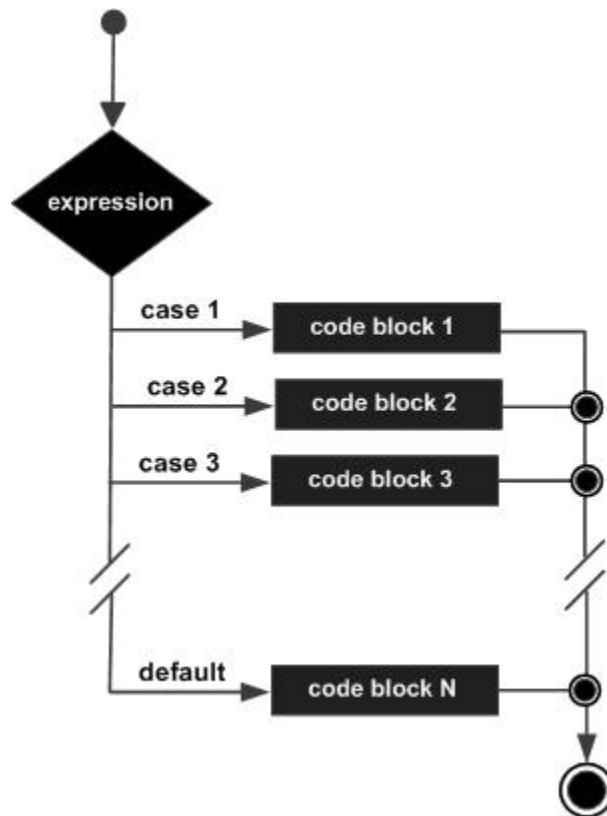 expression
case 1
code block 1
case 2
code block 2
case 3
code block 3
default
code block N